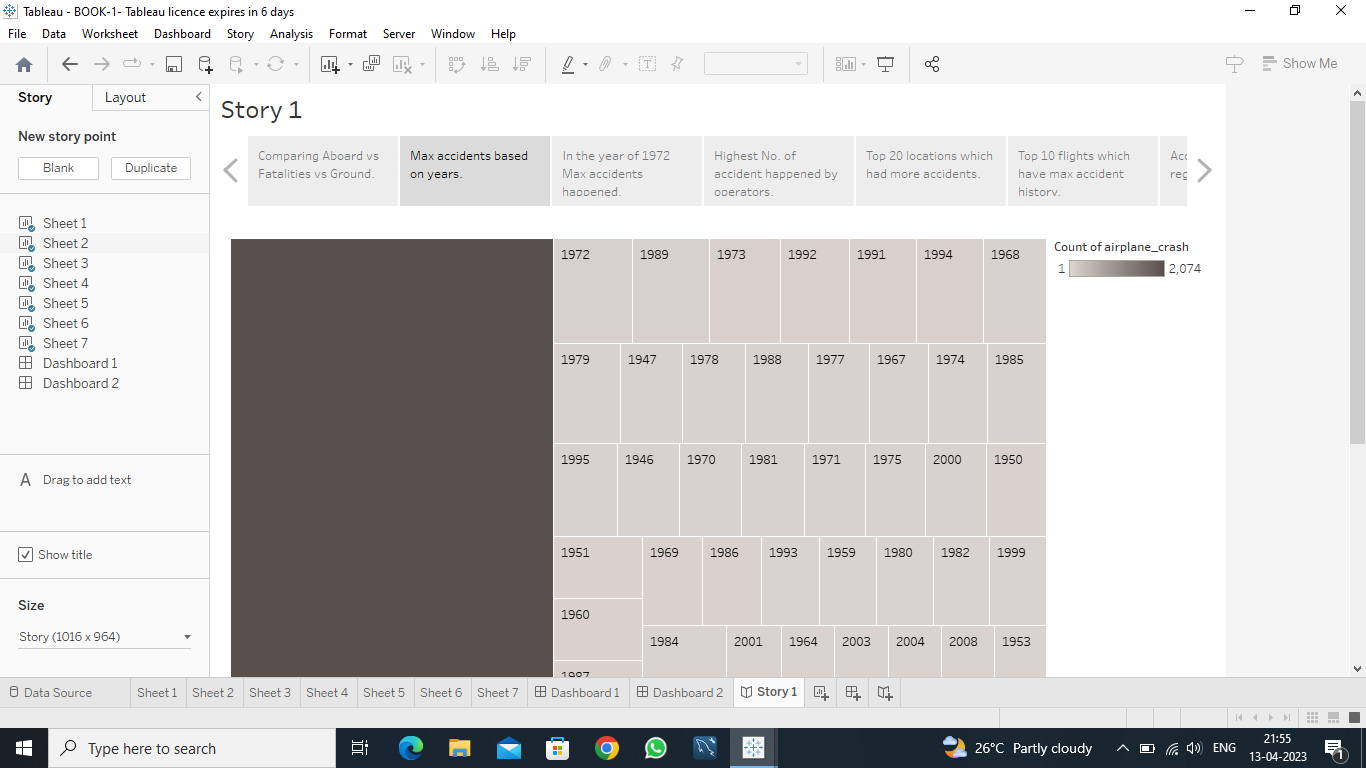 Tableau - BOOK-1- Tableau licence expires in 6 days
File Data Worksheet Dashboard Story Analysis Format Server Window Help
Show Me
Story Layout
New story point
Blank Duplicate
Sheet 1
Sheet 2
Sheet 3
Sheet 4
Sheet 5
Sheet 6
Sheet 7
Dashboard 1
Dashboard 2
A Drag to add text
Show title
Size
Story (1016 x 964)
Story 1
Comparing Aboard vs
Fatalities vs Ground.
Max accidents based
on years.
In the year of 1972
Max accidents
happened.
Highest No. of
accident happened by
operators.
Top 20 locations which
had more accidents.
Top 10 flights which
have max accident
history.
1972 1989 1973 1992 1991 1994 1968
1979 1947 1978 1988 1977 1967 1974 1985
1995 1946 1970 1981 1971 1975 2000 1950
1951 1969 1986 1993 1959 1980 1982 1999
1960
1984 2001 1964 2003 2004 2008 1953
1987
Count of airplane_crash
1 2,074
Data Source Sheet 1 Sheet 2 Sheet 3 Sheet 4 Sheet 5 Sheet 6 Sheet 7 Dashboard 1 Dashboard 2 Story 1
Type here to search
26°C Partly cloudy
ENG
21:55
13-04-2023
1